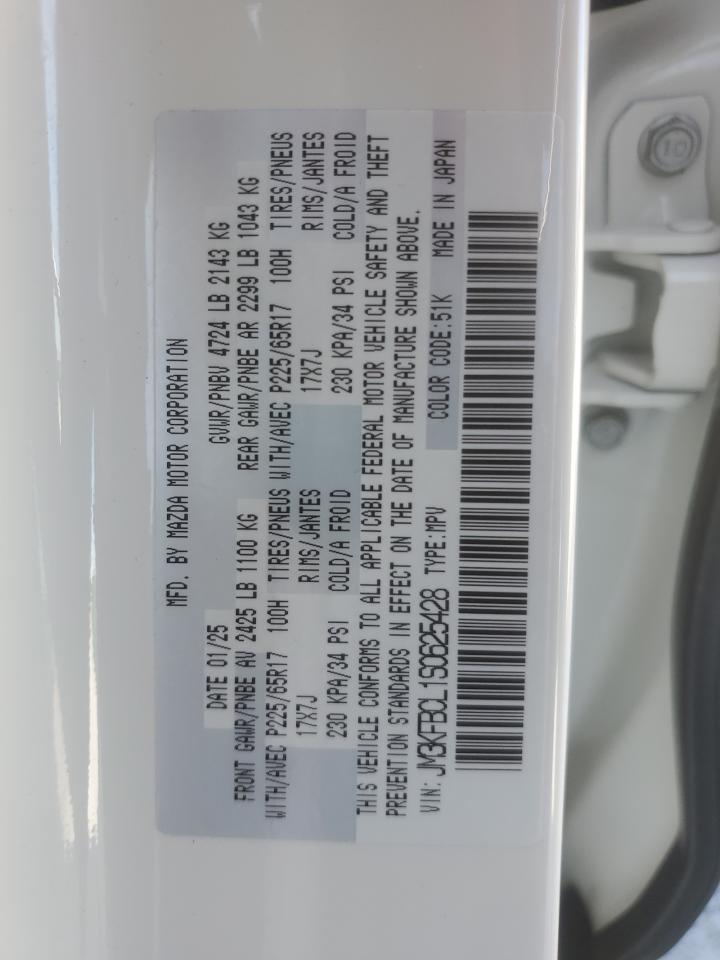 MFD. BY MAZDA MOTOR CORPORATION
DATE 01/25 GVWR/PNBV 4724 LB 2143 KG
FRONT GAWR/PNBE AV 2425 LB 1100 KG REAR GAWR/PNBE AR 2299 LB 1043 KG
WITH/AVEC P225/65R17 100H TIRES/PNEUS WITH/AVEC P225/65R17 100H TIRES/PNEUS
17X7J RIMS/JANTES 17X7J RIMS/JANTES
230 KPA/34 PSI COLD/A FROID 230 KPA/34 PSI COLD/A FROID
THIS VEHICLE CONFORMS TO ALL APPLICABLE FEDERAL MOTOR VEHICLE SAFETY AND THEFT
PREVENTION STANDARDS IN EFFECT ON THE DATE OF MANUFACTURE SHOWN ABOVE.
VIN: JM3KFBCL1S0625428 TYPE:MPV COLOR CODE:51K MADE IN JAPAN
10